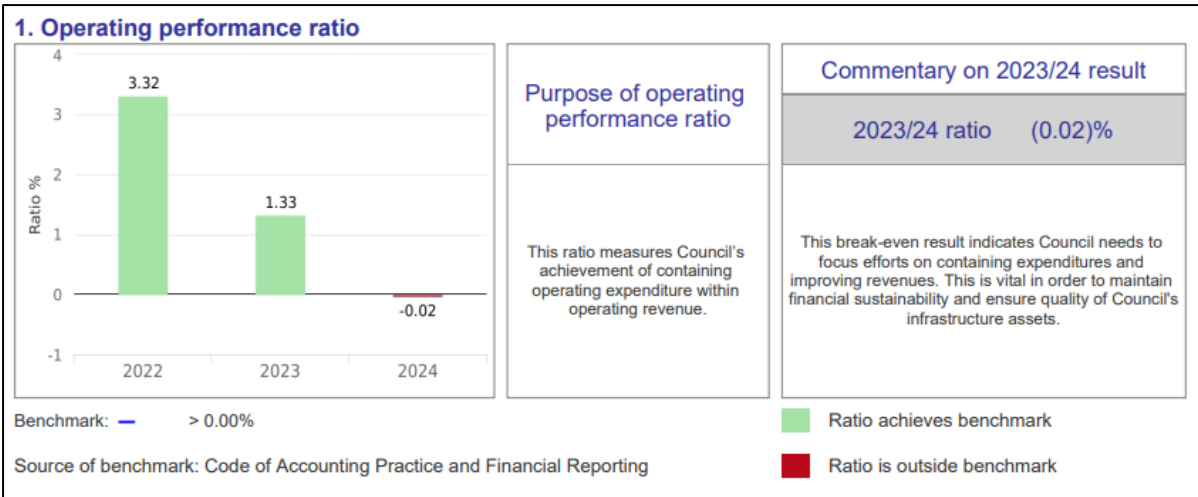 1. Operating performance ratio
4
3
2
1
0
-1
Ratio %
3.32
1.33
-0.02
2022
2023
2024
Purpose of operating
performance ratio
This ratio measures Council's
achievement of containing
operating expenditure within
operating revenue.
Commentary on 2023/24 result
2023/24 ratio (0.02)%
This break-even result indicates Council needs to
focus efforts on containing expenditures and
improving revenues. This is vital in order to maintain
financial sustainability and ensure quality of Council's
infrastructure assets.
Benchmark: — > 0.00%
Source of benchmark: Code of Accounting Practice and Financial Reporting
Ratio achieves benchmark
Ratio is outside benchmark